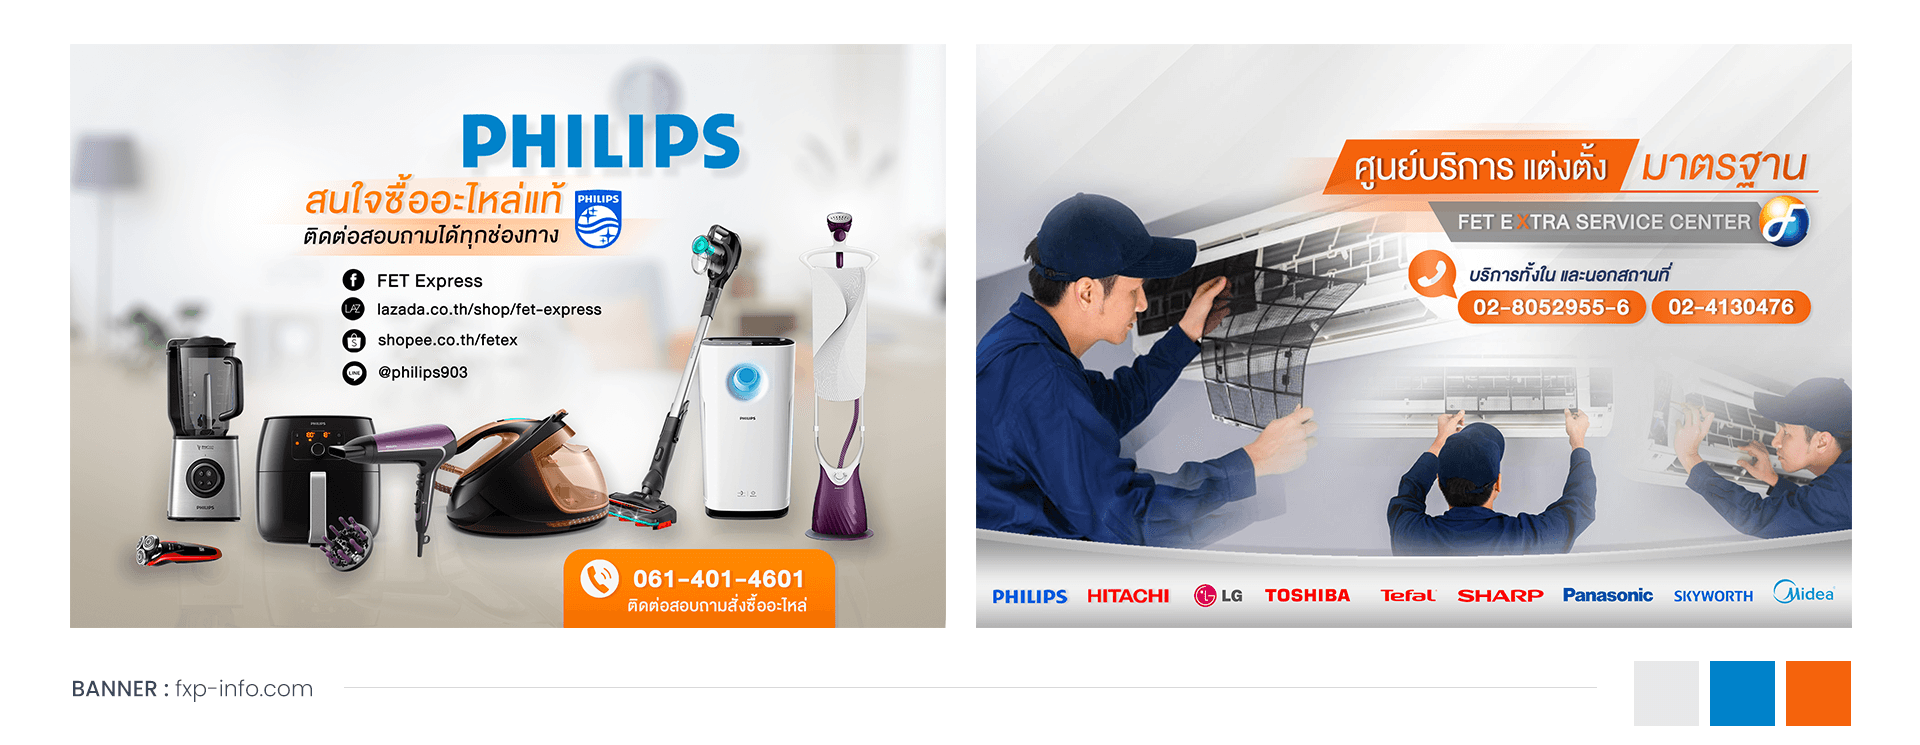 PHILIPS
สนใจซื้ออะไหล่แท้
PHILIPS
ติดต่อสอบถามได้ทุกช่องทาง
FET Express
LAZ lazada.co.th/shop/fet-express
shopee.co.th/fetex
LINE @philips903
PHILIPS
PHILIPS
PHILIPS
061-401-4601
ติดต่อสอบถามสั่งซื้ออะไหล่
ศูนย์บริการ แต่งตั้ง มาตรฐาน
FET EXTRA SERVICE CENTER
บริการทั้งใน และนอกสถานที่
02-8052955-6 02-4130476
PHILIPS HITACHI LG TOSHIBA Tefal SHARP Panasonic SKYWORTH Midea
BANNER : fxp-info.com